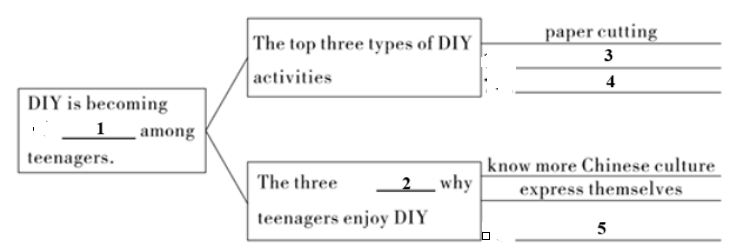 DIY is becoming
1 among
teenagers.
The top three types of DIY
activities
paper cutting
3
4
The three 2 why
teenagers enjoy DIY
know more Chinese culture
express themselves
5